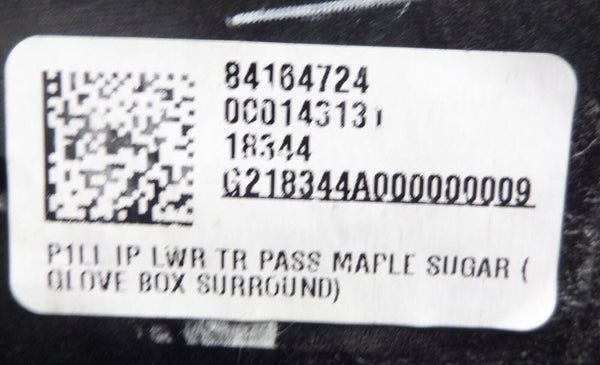 84164724
000143131
18344
G218344A000000009
P1LL IP LWR TR PASS MAPLE SUGAR (
GLOVE BOX SURROUND)